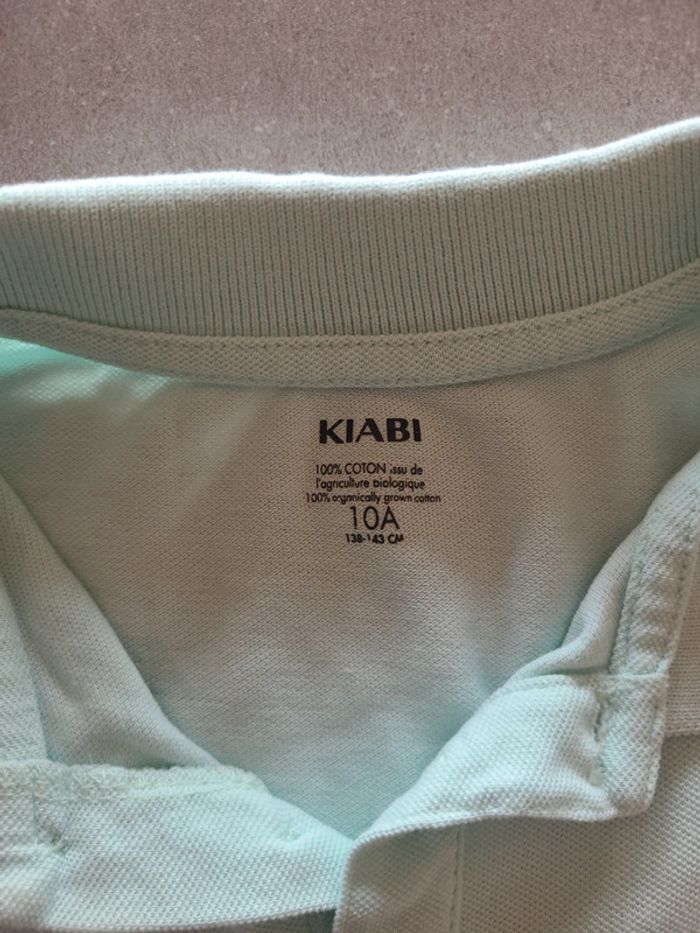 KIABI
100% COTON issu de
l'agriculture biologique
100% organically grown cotton
10A
138-143 CM